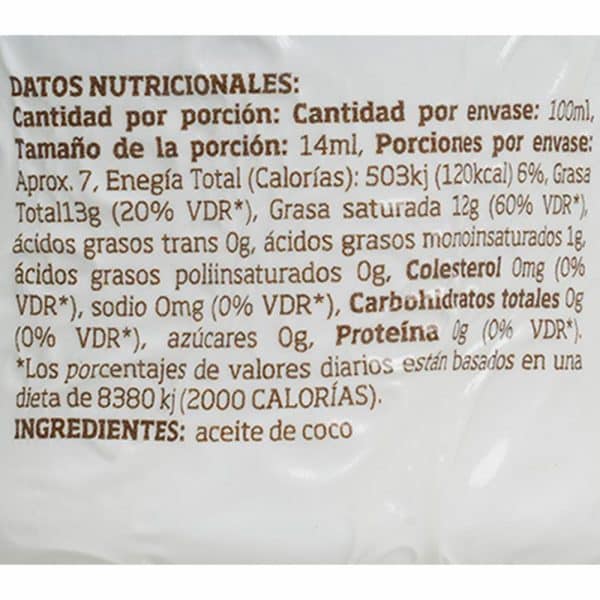 DATOS NUTRICIONALES:
Cantidad por porción: Cantidad por envase: 100ml,
Tamaño de la porción: 14ml, Porciones por envase:
Aprox. 7, Enegía Total (Calorías): 503kj (120kcal) 6%, Grasa
Total13g (20% VDR*), Grasa saturada 12g (60% VDR*),
ácidos grasos trans 0g, ácidos grasos monoinsaturados 1g,
ácidos grasos poliinsaturados 0g, Colesterol 0mg (0%
VDR*), sodio 0mg (0% VDR*), Carbohidratos totales 0g
(0% VDR*), azúcares 0g, Proteína 0g (0% VDR*).
*Los porcentajes de valores diarios están basados en una
dieta de 8380 kj (2000 CALORÍAS).
INGREDIENTES: aceite de coco